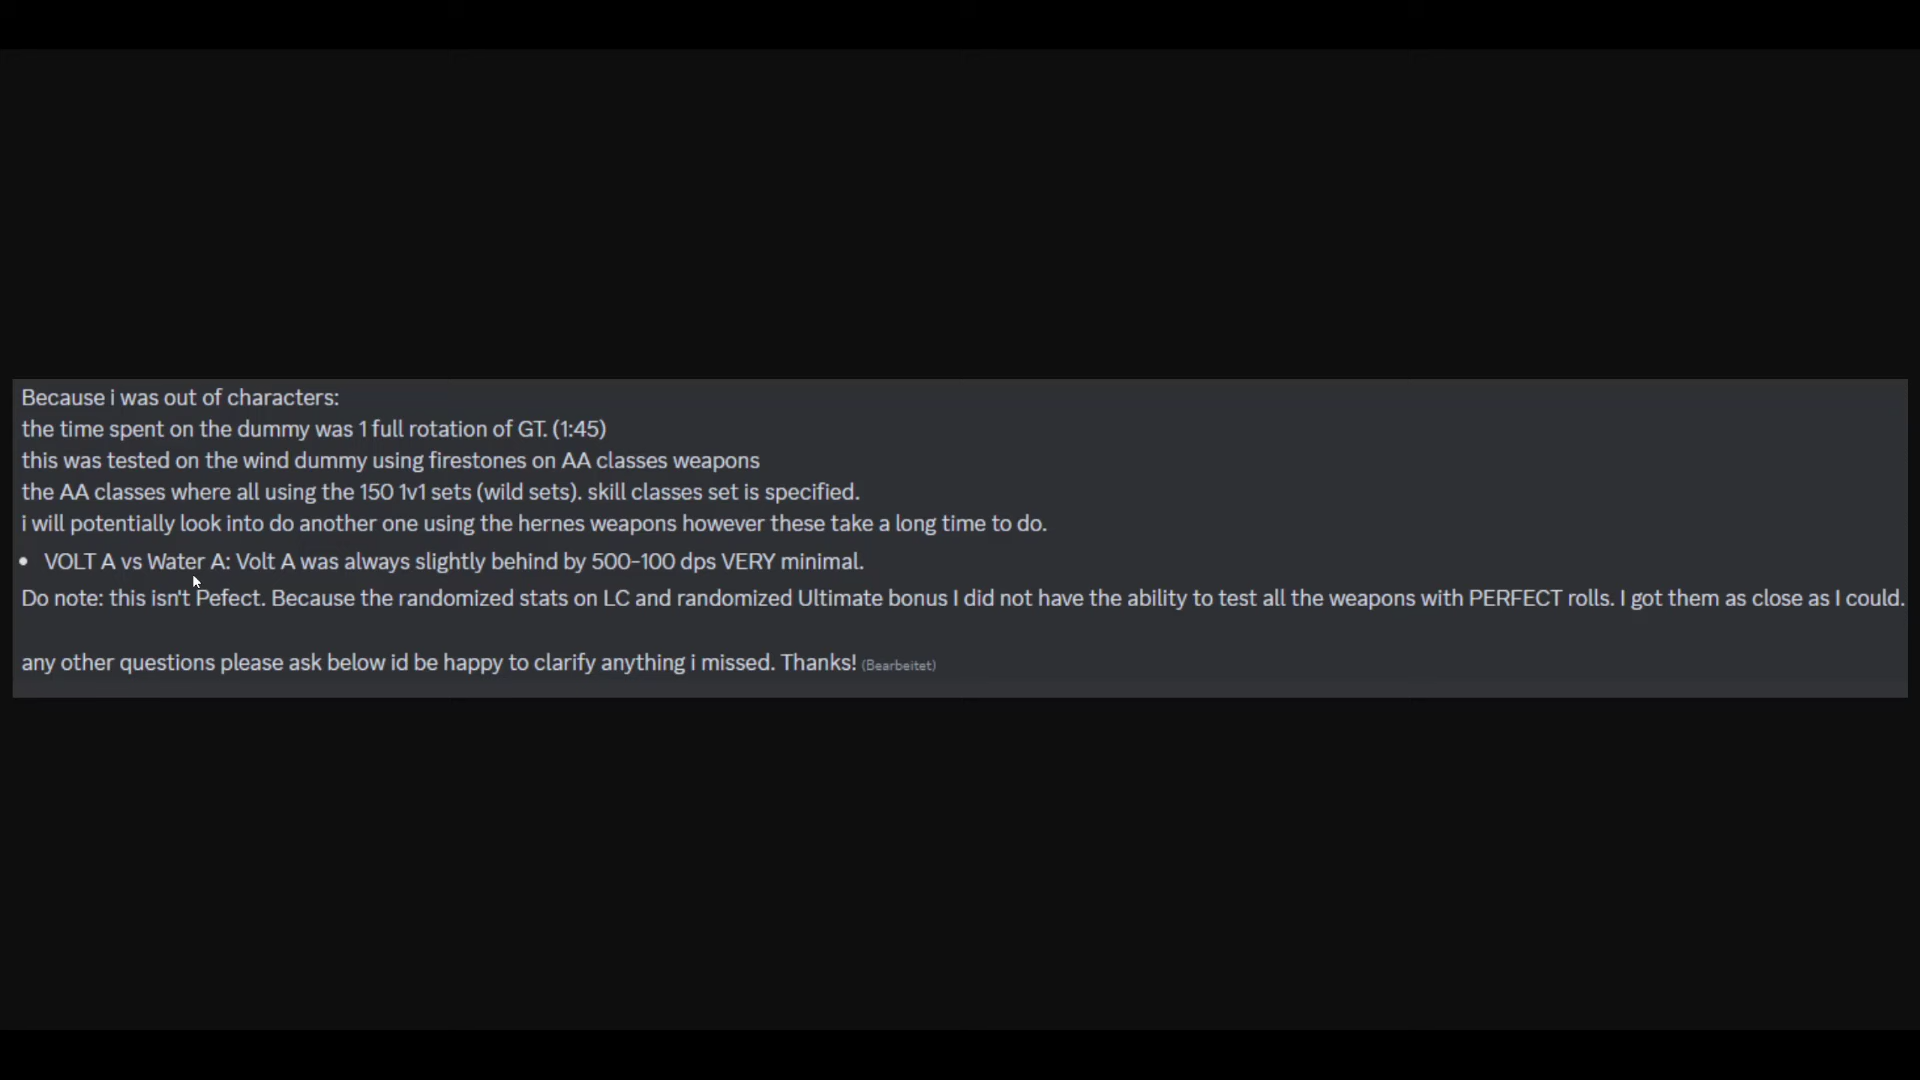 Because i was out of characters:
the time spent on the dummy was 1 full rotation of GT. (1:45)
this was tested on the wind dummy using firestones on AA classes weapons
the AA classes where all using the 150 1v1 sets (wild sets). skill classes set is specified.
i will potentially look into do another one using the hernes weapons however these take a long time to do.
• VOLT A vs Water A: Volt A was always slightly behind by 500-100 dps VERY minimal.
Do note: this isn't Pefect. Because the randomized stats on LC and randomized Ultimate bonus I did not have the ability to test all the weapons with PERFECT rolls. I got them as close as I could.
any other questions please ask below id be happy to clarify anything i missed. Thanks! (Bearbeitet)